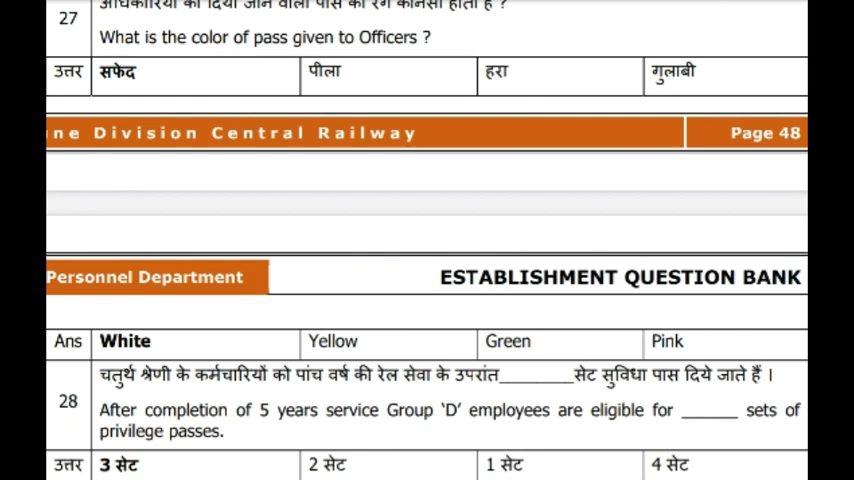 27
What is the color of pass given to Officers ?
उत्तर सफेद पीला हरा गुलाबी
ne Division Central Railway Page 48
Personnel Department ESTABLISHMENT QUESTION BANK
Ans White Yellow Green Pink
चतुर्थ श्रेणी के कर्मचारियों को पांच वर्ष की रेल सेवा के उपरांत________सेट सुविधा पास दिये जाते हैं ।
28
After completion of 5 years service Group ‘D’ employees are eligible for ______ sets of
privilege passes.
उत्तर 3 सेट 2 सेट 1 सेट 4 सेट